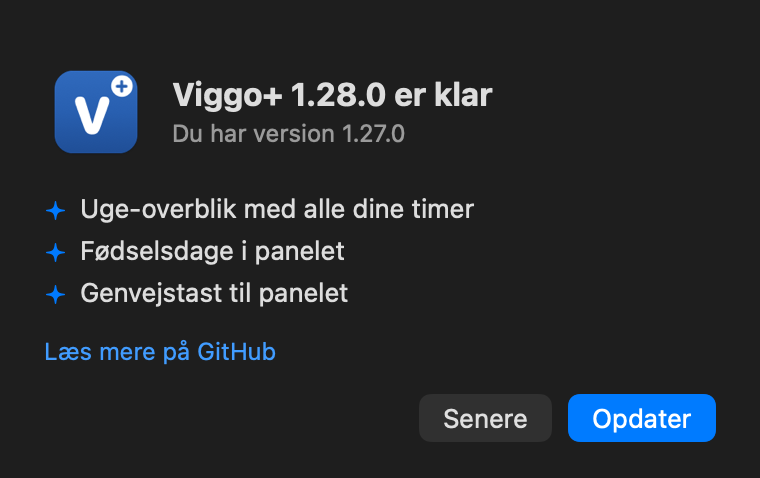 V+
Viggo+ 1.28.0 er klar
Du har version 1.27.0
Uge-overblik med alle dine timer
Fødselsdage i panelet
Genvejstast til panelet
Læs mere på GitHub
Senere
Opdater